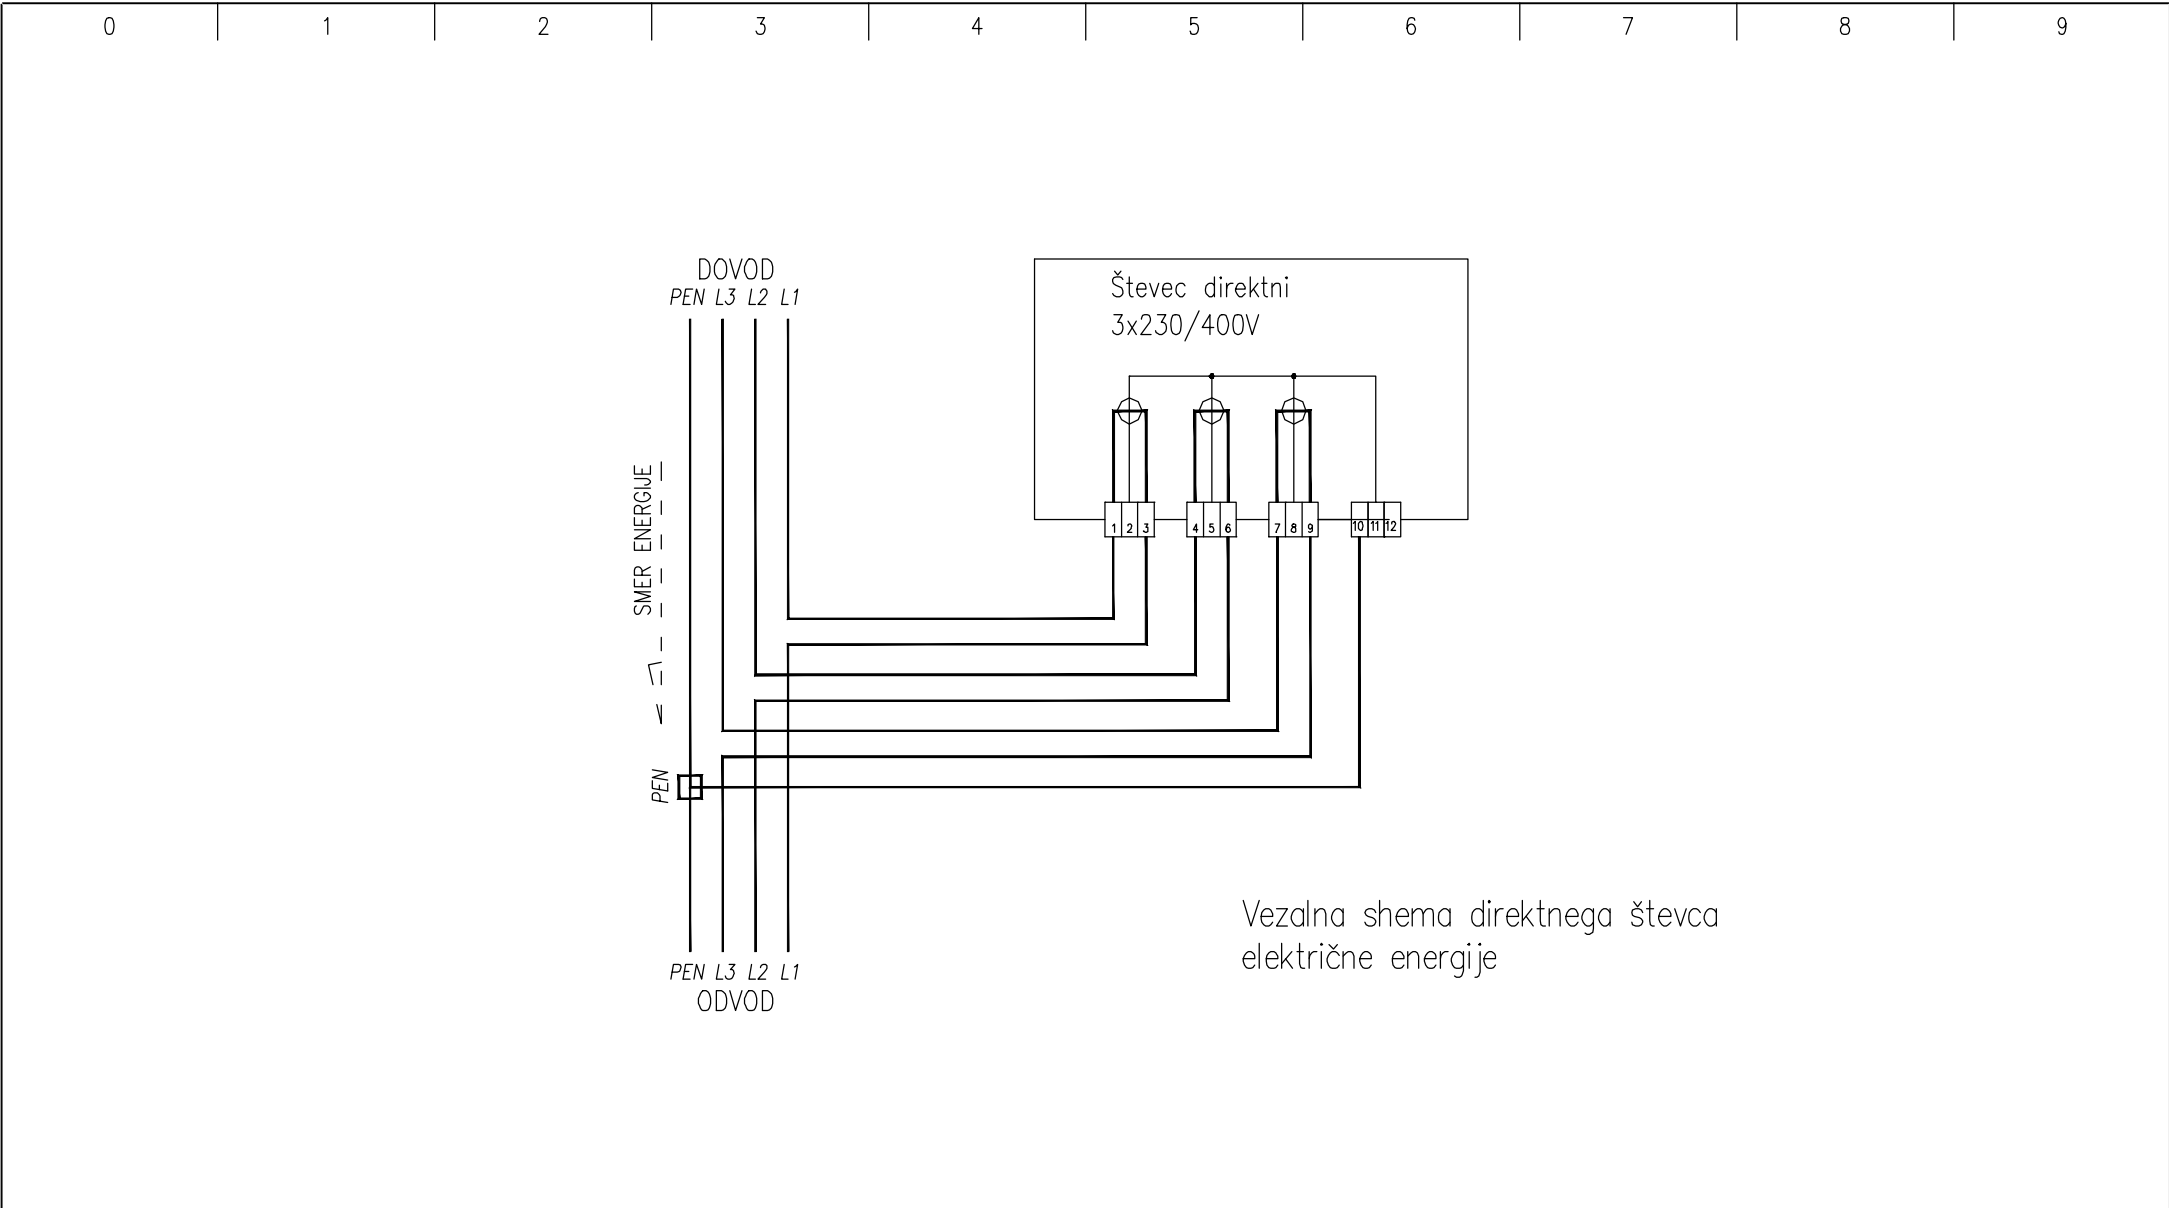 0 1 2 3 4 5 6 7 8 9
DOVOD
PEN L3 L2 L1
Števec direktni
3x230/400V
SMER ENERGIJE
1 2 3 4 5 6 7 8 9 10 11 12
PEN
Vezalna shema direktnega števca
električne energije
PEN L3 L2 L1
ODVOD